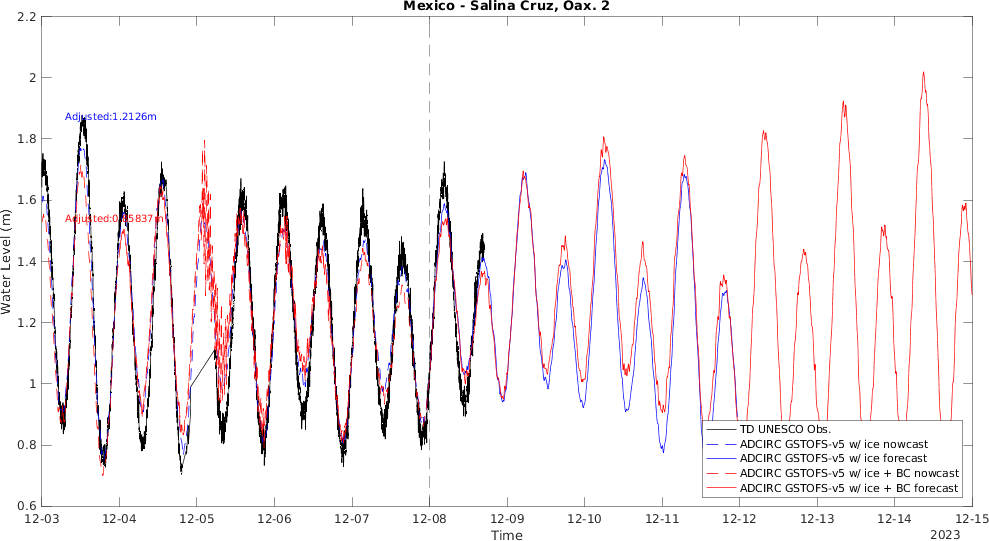 Mexico - Salina Cruz, Oax. 2
2.2
2
1.8
1.6
1.4
1.2
1
0.8
0.6
Water Level (m)
Adjusted:1.2126m
12-03
12-04
12-05
12-06
12-07
12-08
12-09
12-10
12-11
12-12
12-13
12-14
12-15
Time
2023
TD UNESCO Obs.
ADCIRC GSTOFS-v5 w/ ice nowcast
ADCIRC GSTOFS-v5 w/ ice forecast
ADCIRC GSTOFS-v5 w/ ice + BC nowcast
ADCIRC GSTOFS-v5 w/ ice + BC forecast